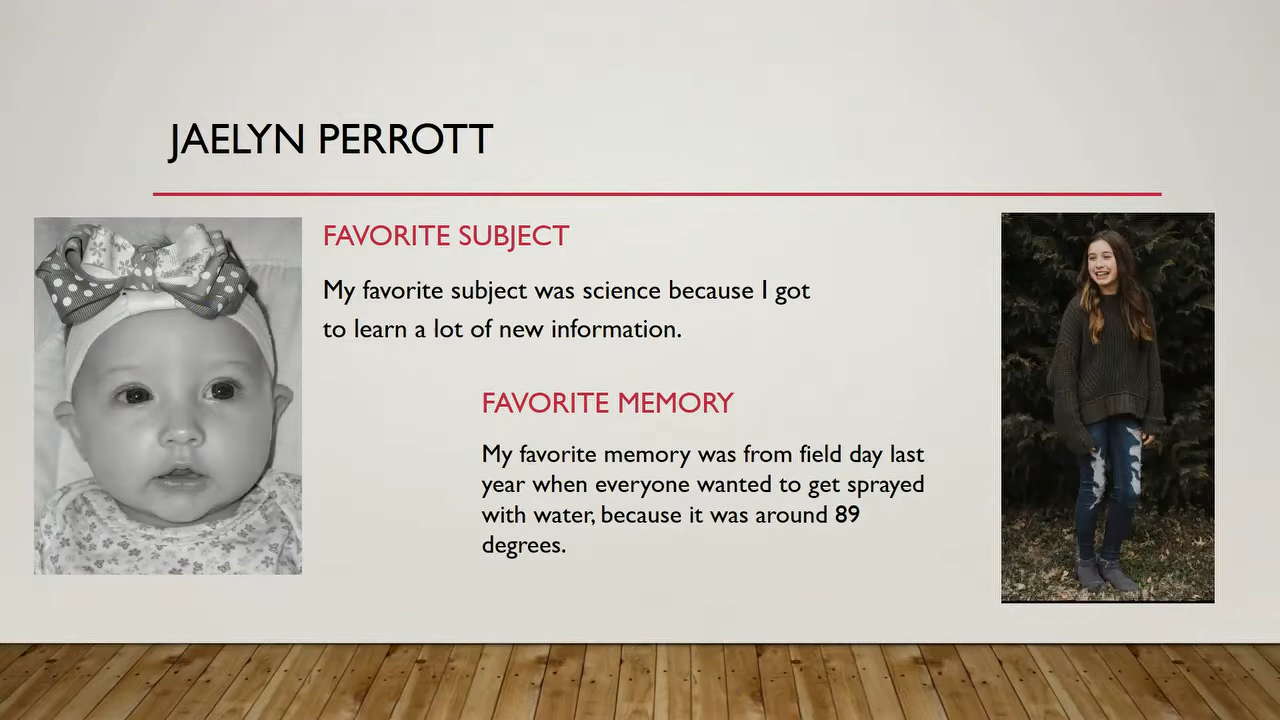 JAELYN PERROTT
FAVORITE SUBJECT
My favorite subject was science because I got
to learn a lot of new information.
FAVORITE MEMORY
My favorite memory was from field day last
year when everyone wanted to get sprayed
with water, because it was around 89
degrees.